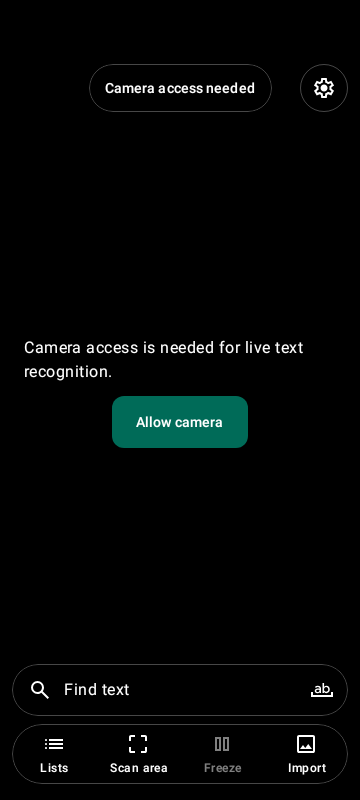 Camera access needed
Camera access is needed for live text
recognition.
Allow camera
Find text
ab
Lists
Scan area
Freeze
Import